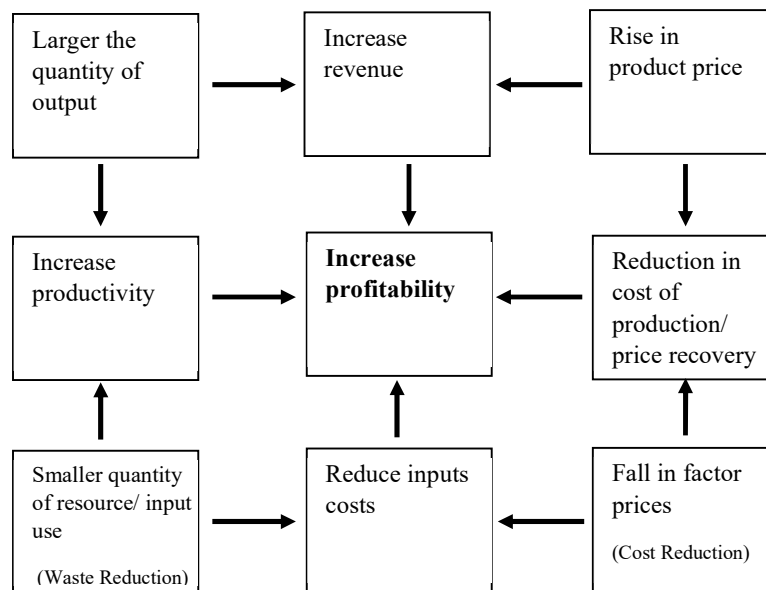 Larger the
quantity of
output
Increase
revenue
Rise in
product price
Increase
productivity
Increase
profitability
Reduction in
cost of
production/
price recovery
Smaller quantity
of resource/ input
use
(Waste Reduction)
Reduce inputs
costs
Fall in factor
prices
(Cost Reduction)